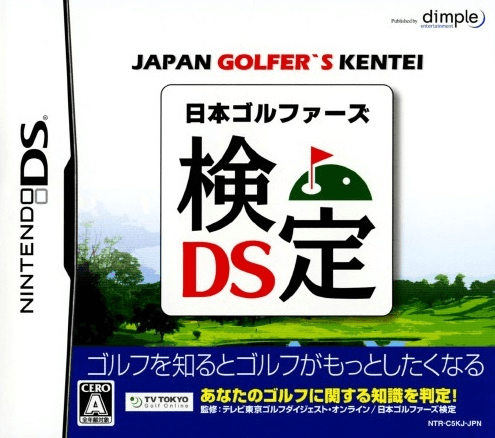 Published by dimple
entertainment
JAPAN GOLFER`S KENTEI
日本ゴルファーズ
検定
DS
NINTENDO DS
TM
ゴルフを知るとゴルフがもっとしたくなる
CERO
A
全年齢対象
TV TOKYO
Golf Online
あなたのゴルフに関する知識を判定!
監修:テレビ東京ゴルフダイジェスト・オンライン/日本ゴルファーズ検定
NTR-C5KJ-JPN